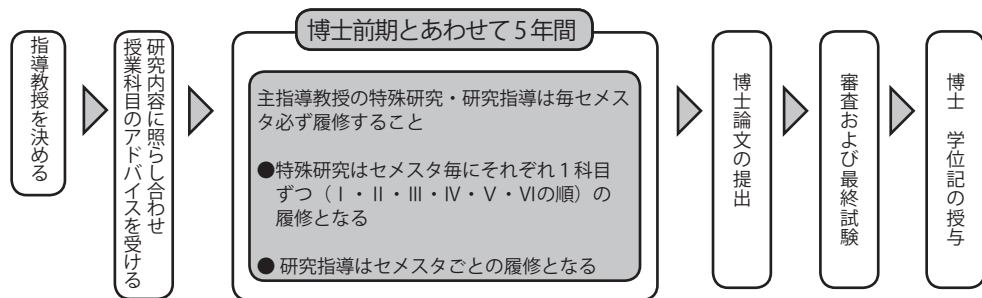 指導教授を決める
研究内容に照らし合わせ
授業科目のアドバイスを受ける
博士前期とあわせて5年間
主指導教授の特殊研究・研究指導は毎セメス
タ必ず履修すること
●特殊研究はセメスタ毎にそれぞれ1科目
ずつ（Ⅰ・Ⅱ・Ⅲ・Ⅳ・Ⅴ・Ⅵの順）の
履修となる
● 研究指導はセメスタごとの履修となる
博士論文の提出
審査および最終試験
博士　学位記の授与